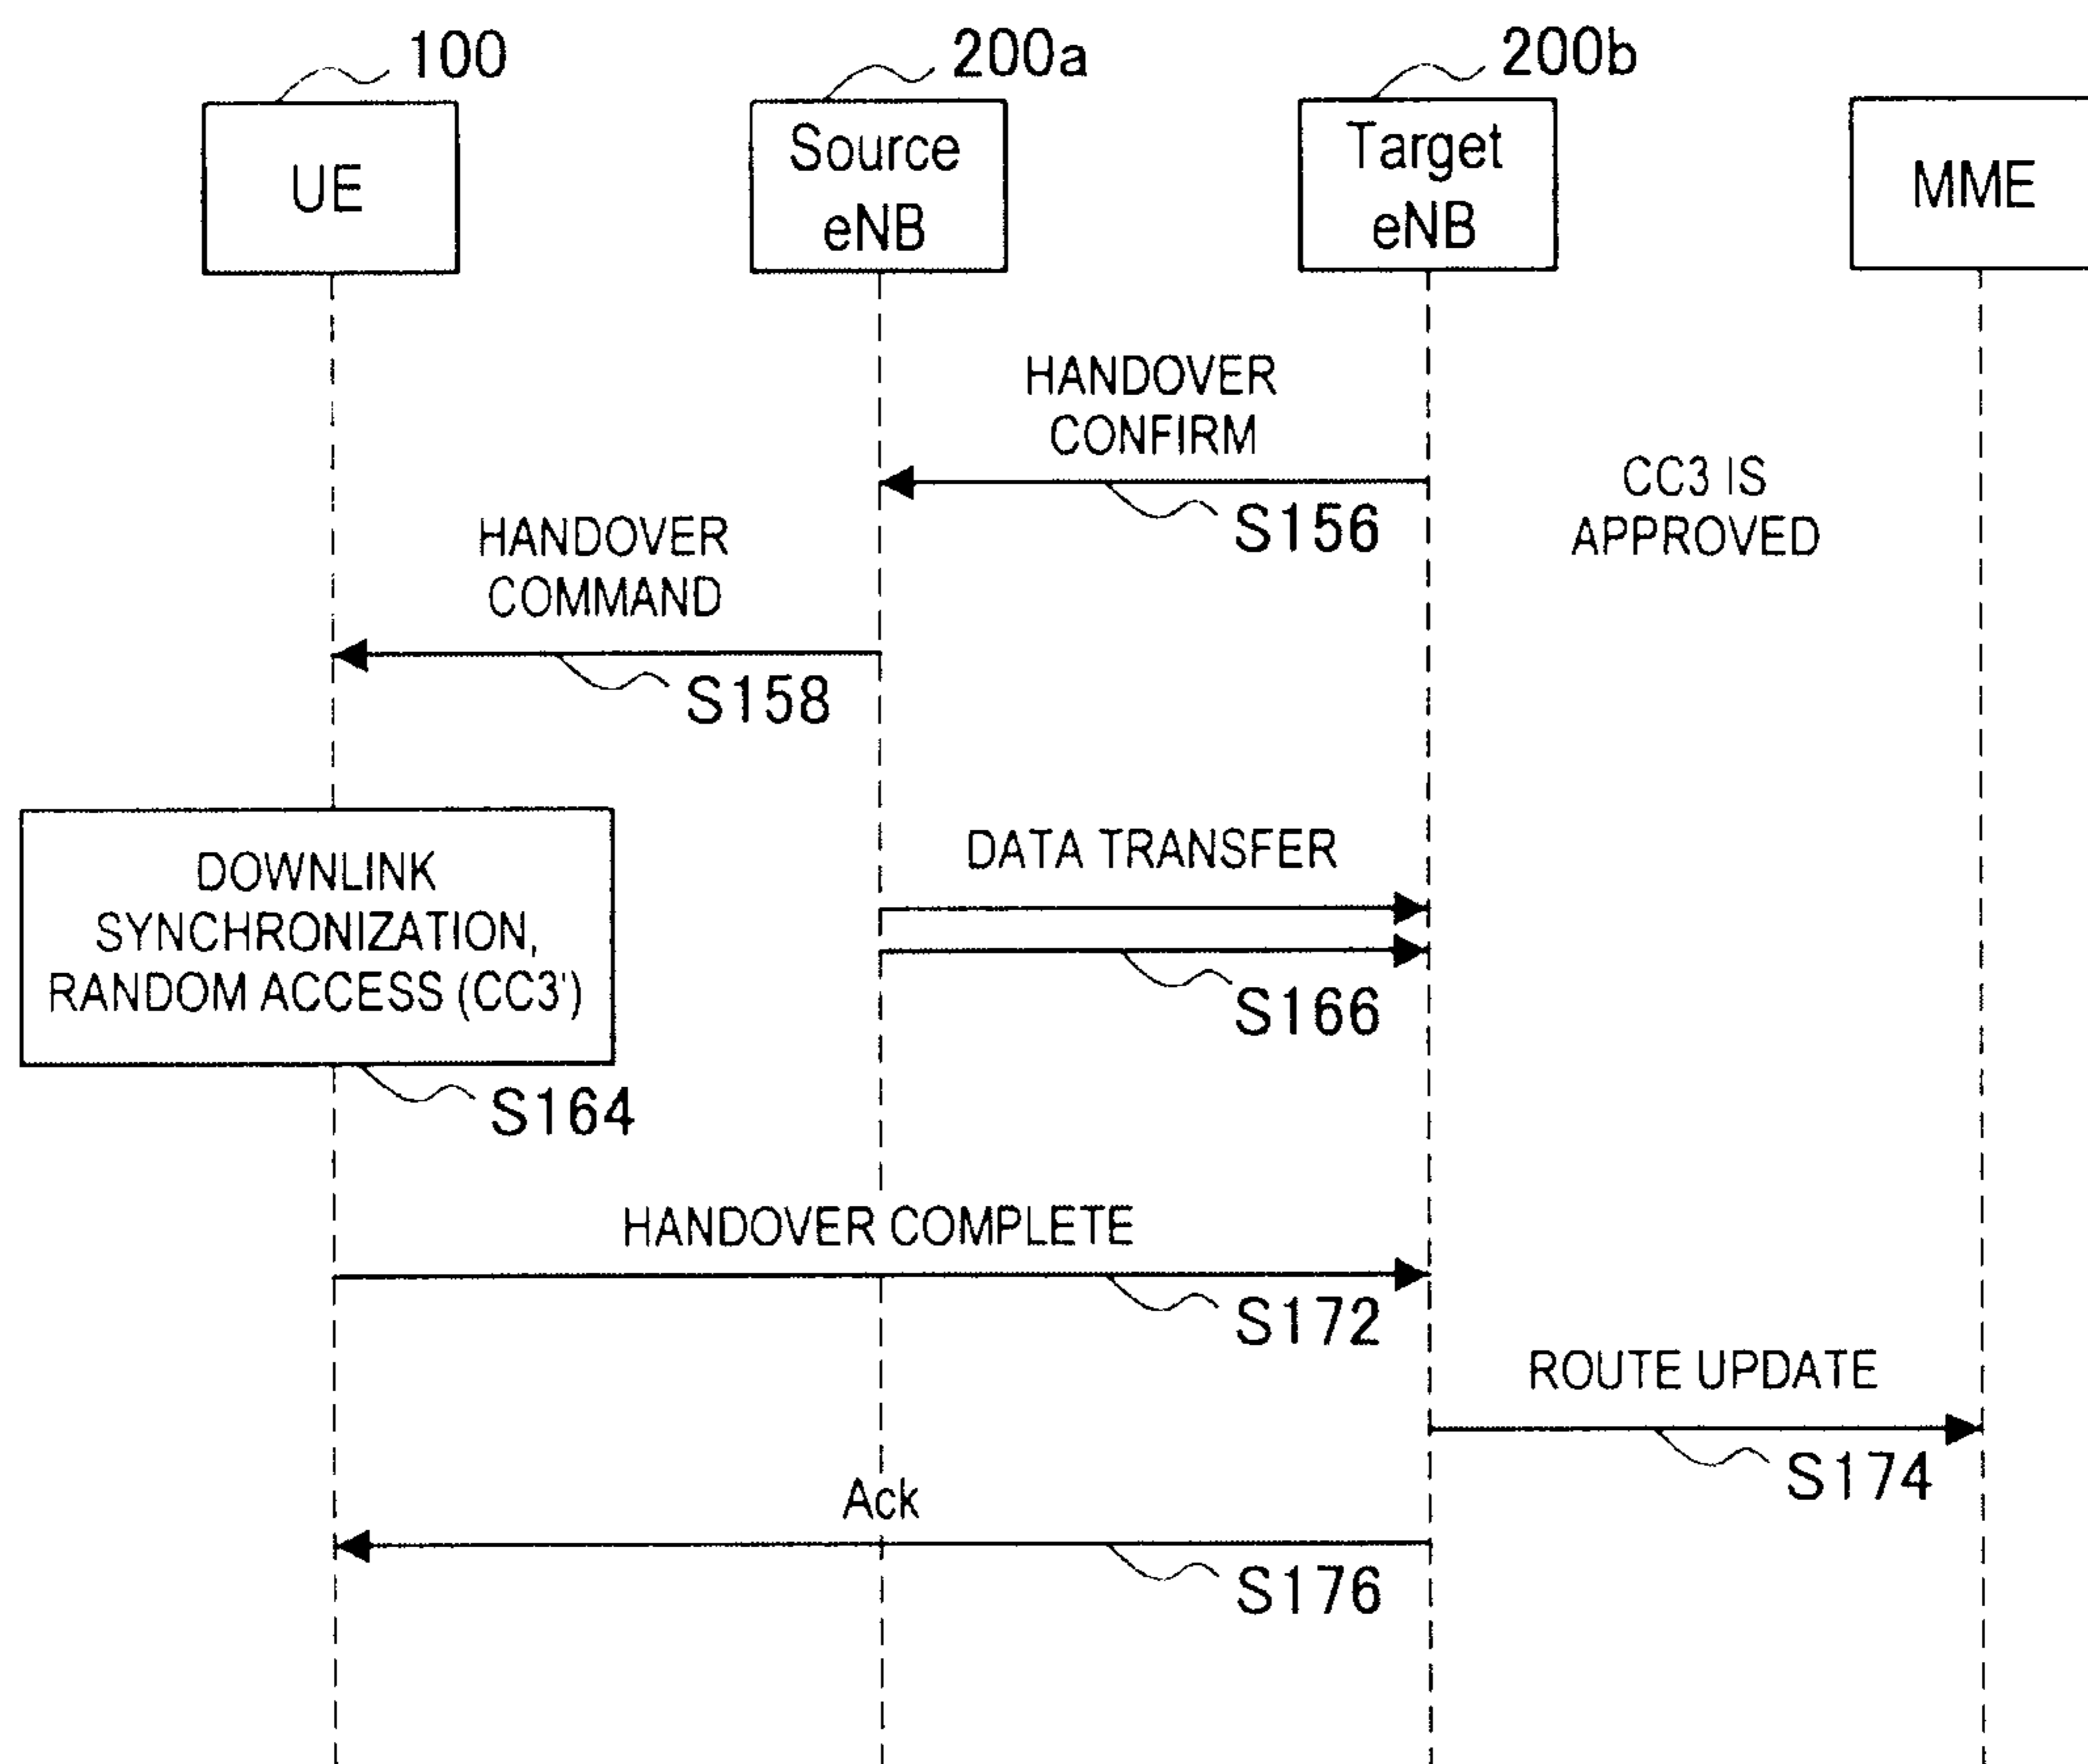 100
200a
200b
UE
Source
eNB
Target
eNB
MME
HANDOVER
CONFIRM
S156
CC3 IS
APPROVED
HANDOVER
COMMAND
S158
DOWNLINK
SYNCHRONIZATION,
RANDOM ACCESS (CC3')
S164
DATA TRANSFER
S166
HANDOVER COMPLETE
S172
ROUTE UPDATE
S174
Ack
S176